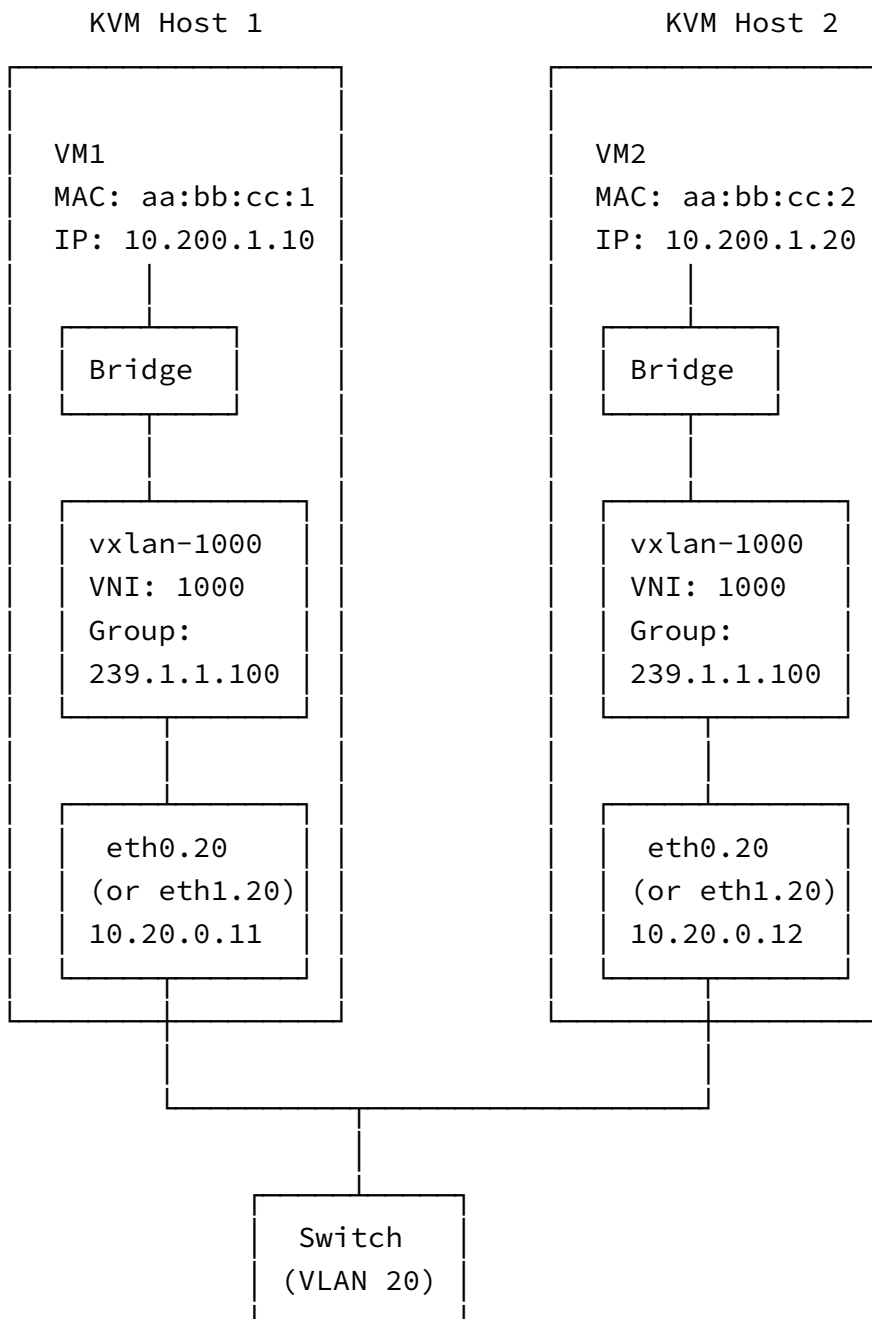 KVM Host 1 KVM Host 2
VM1 VM2
MAC: aa:bb:cc:1 MAC: aa:bb:cc:2
IP: 10.200.1.10 IP: 10.200.1.20
Bridge Bridge
vxlan-1000 vxlan-1000
VNI: 1000 VNI: 1000
Group: Group:
239.1.1.100 239.1.1.100
eth0.20 eth0.20
(or eth1.20) (or eth1.20)
10.20.0.11 10.20.0.12
Switch
(VLAN 20)